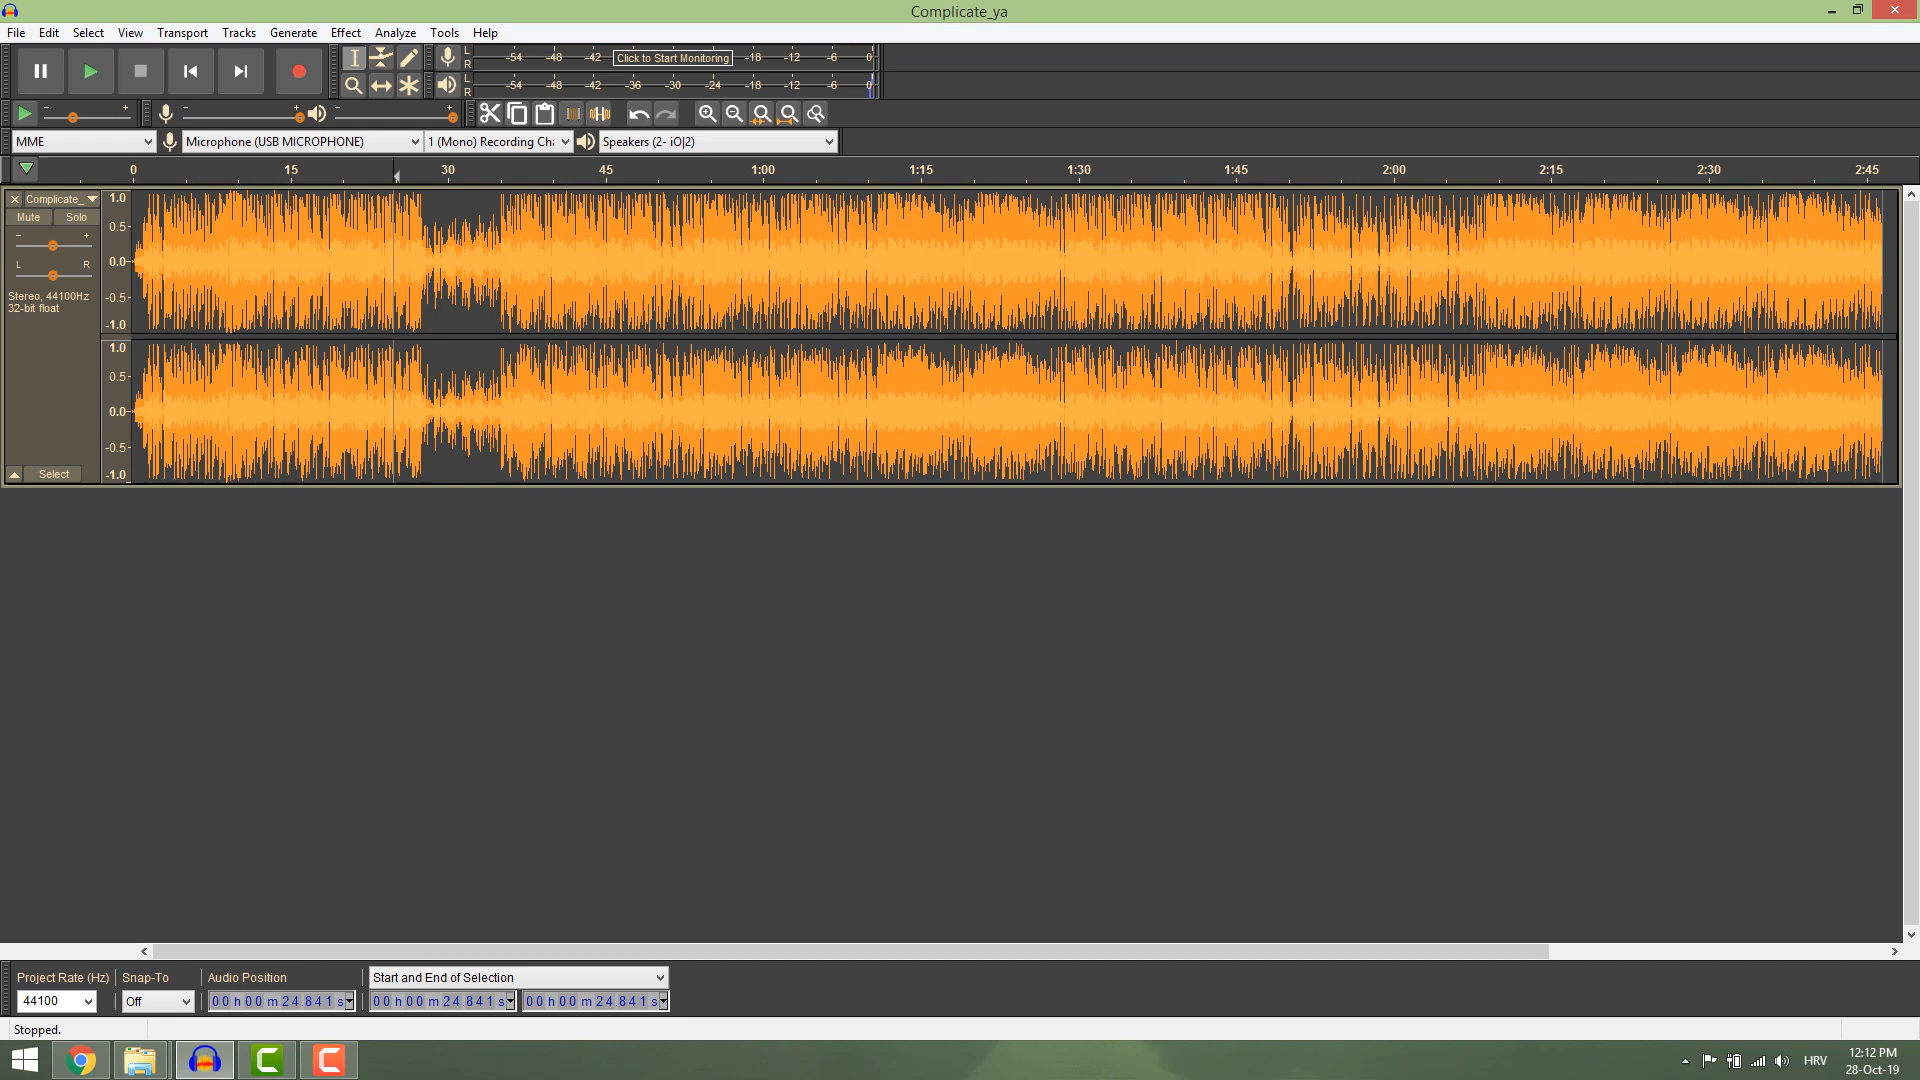 Complicate_ya
File Edit Select View Transport Tracks Generate Effect Analyze Tools Help
L R -54 -48 -42 Click to Start Monitoring -18 -12 -6 0
L R -54 -48 -42 -36 -30 -24 -18 -12 -6 0
- + - + - +
MME Microphone (USB MICROPHONE) 1 (Mono) Recording Cha Speakers (2- iO|2)
0 15 30 45 1:00 1:15 1:30 1:45 2:00 2:15 2:30 2:45
Complicate_ 1.0
Mute Solo 0.5
- +
L R 0.0
Stereo, 44100Hz -0.5
32-bit float
-1.0
1.0
0.5
0.0
-0.5
Select -1.0
Project Rate (Hz) Snap-To Audio Position Start and End of Selection
44100 Off 00 h 00 m 24.841 s 00 h 00 m 24.841 s 00 h 00 m 24.841 s
Stopped.
HRV 12:12 PM
28-Oct-19